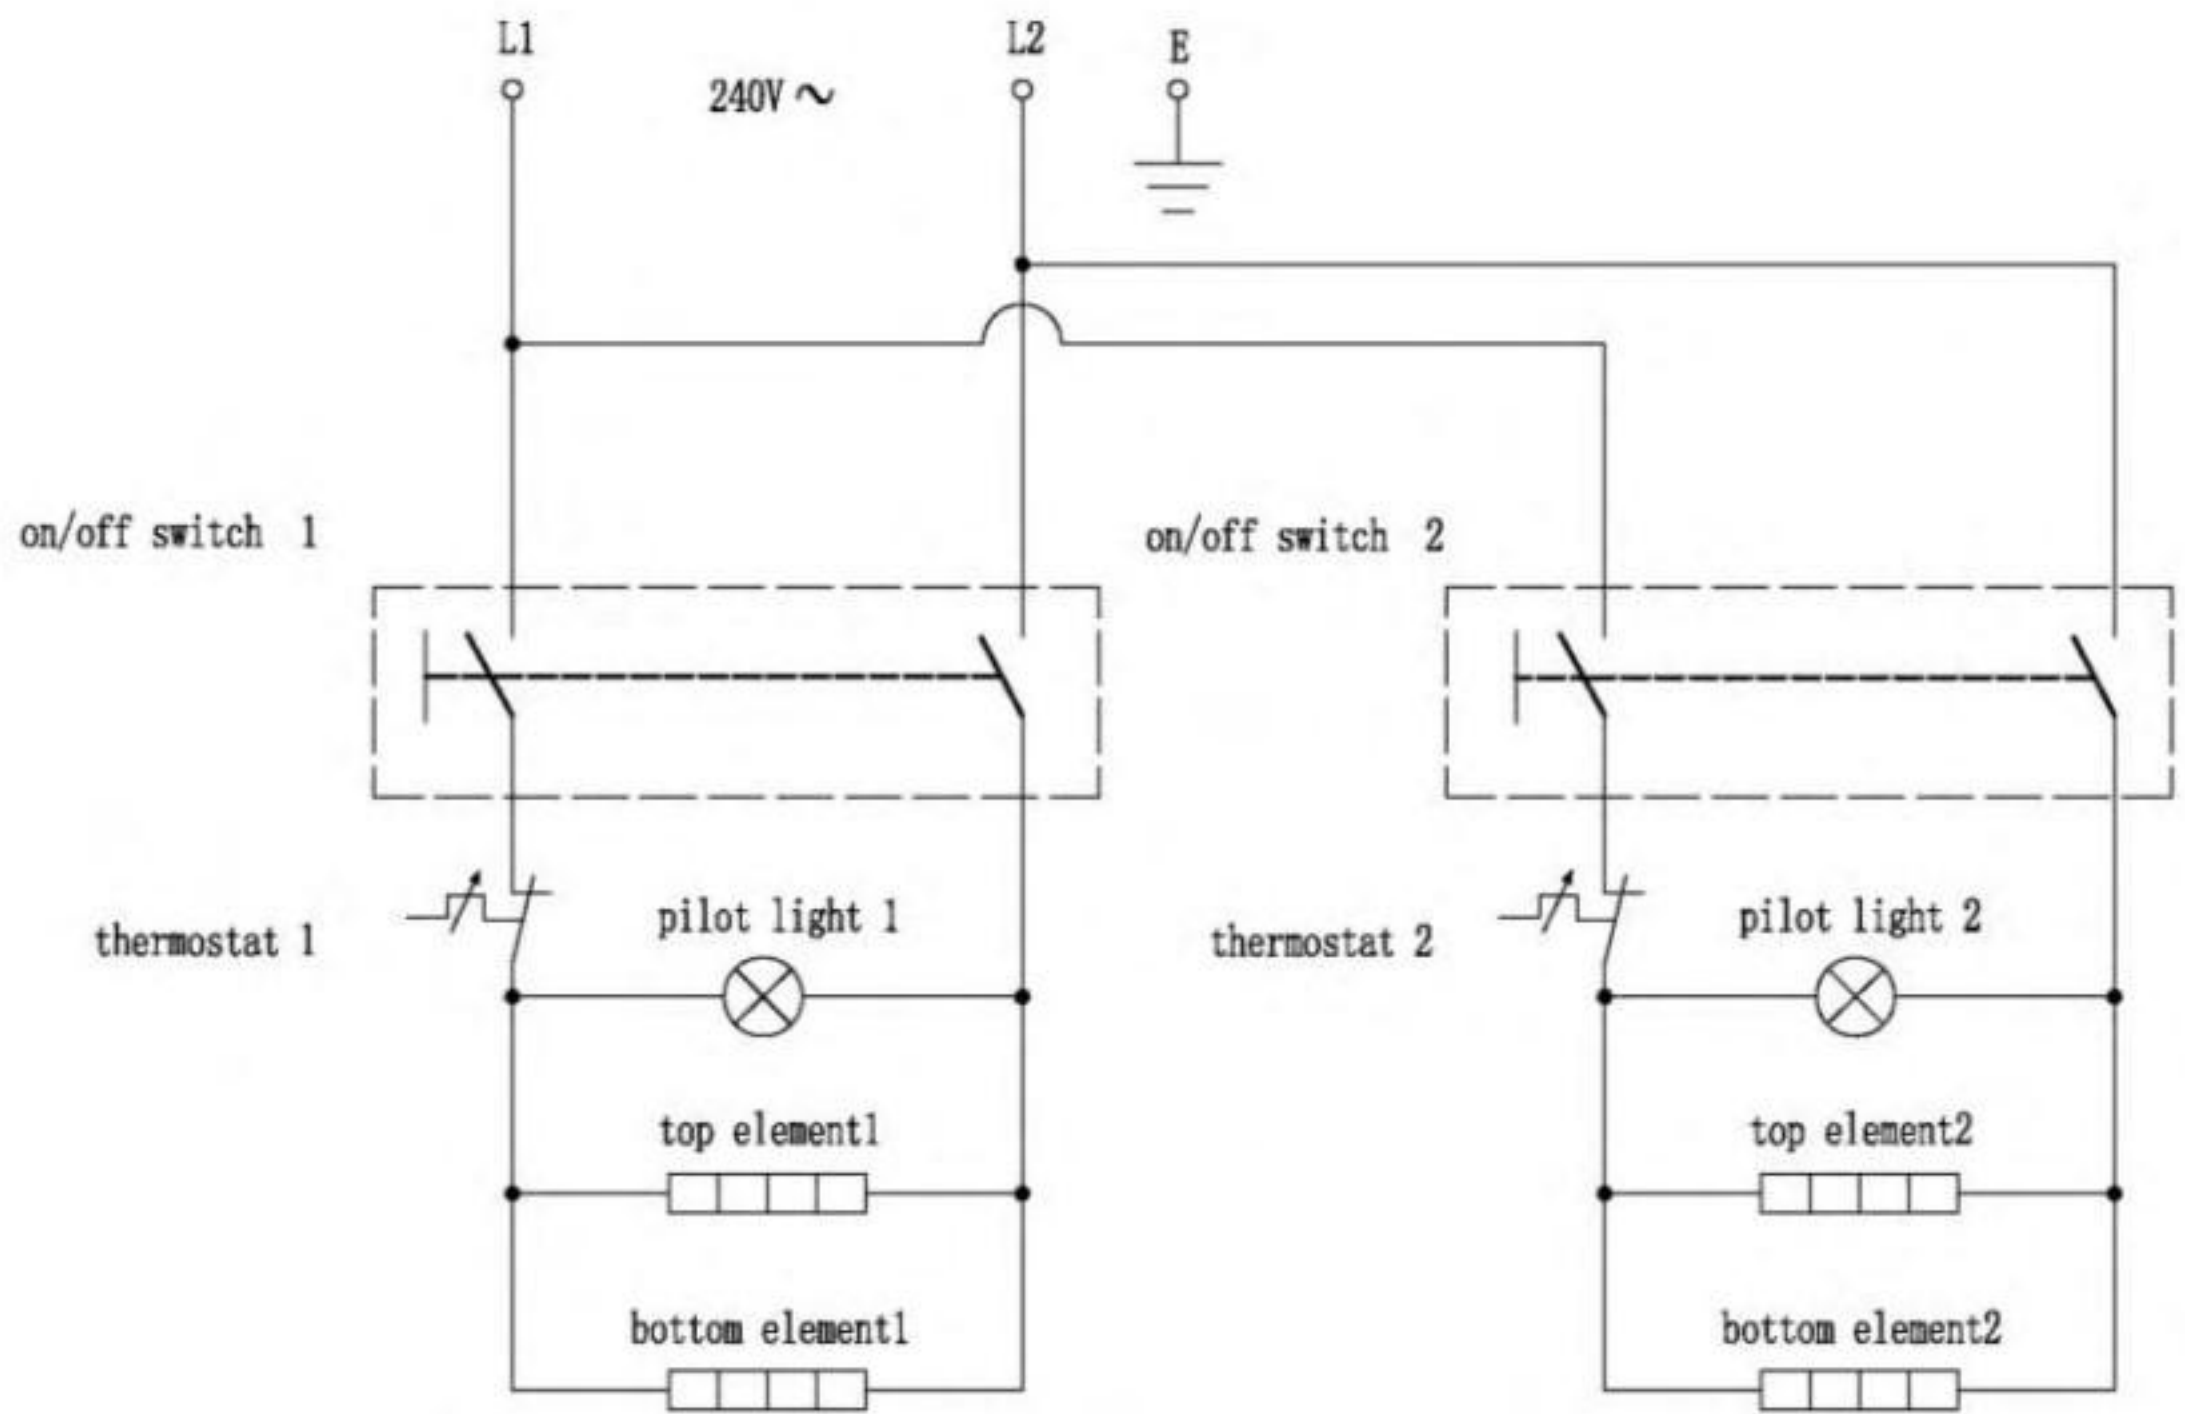 L1
L2
E
240V ~
on/off switch 1
on/off switch 2
thermostat 1
pilot light 1
thermostat 2
pilot light 2
top element1
top element2
bottom element1
bottom element2